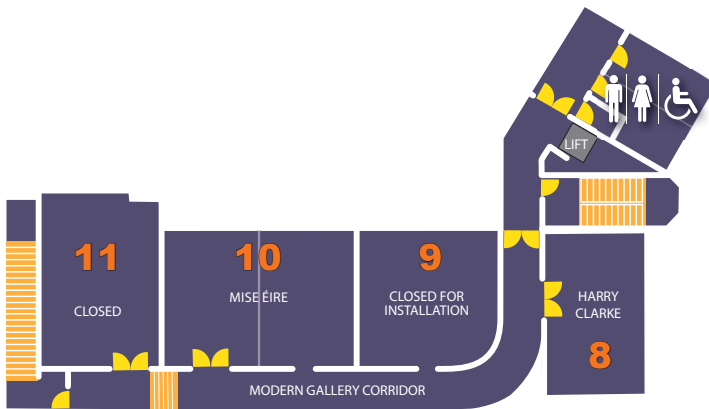 LIFT
11
CLOSED
10
MISE ÉIRE
9
CLOSED FOR
INSTALLATION
HARRY
CLARKE
8
MODERN GALLERY CORRIDOR